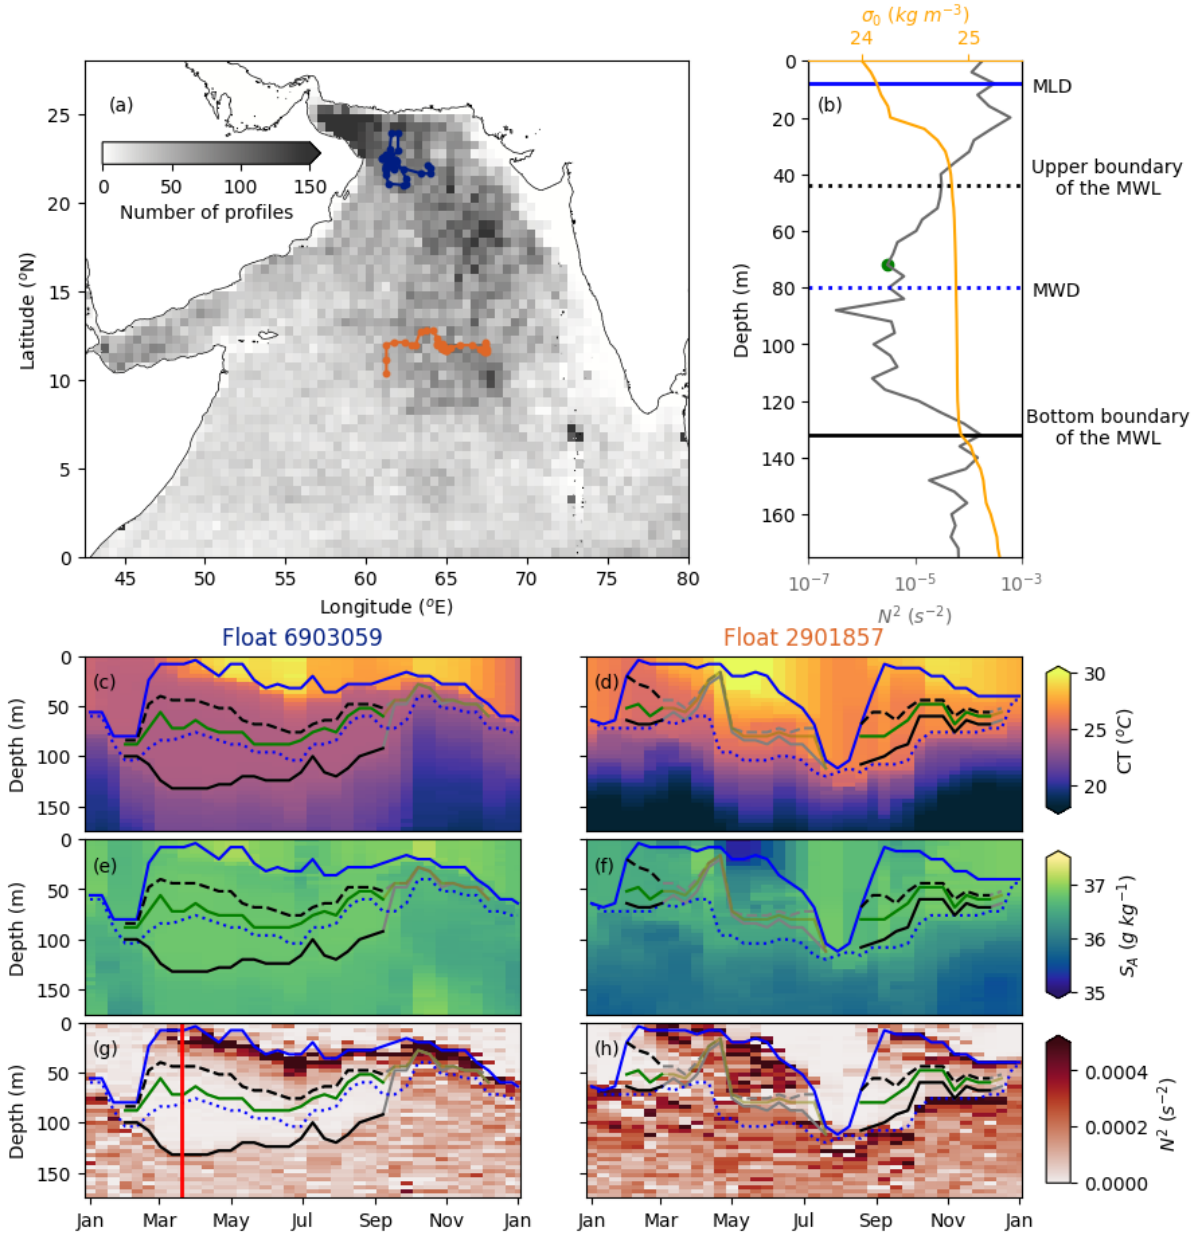 σ₀ (kg m⁻³)
24 25
(a)
25
20
15
10
5
0
Latitude (ᵒN)
0 50 100 150
Number of profiles
45 50 55 60 65 70 75 80
Longitude (ᵒE)
(b)
0
20
40
60
80
100
120
140
160
Depth (m)
MLD
Upper boundary
of the MWL
MWD
Bottom boundary
of the MWL
10⁻⁷ 10⁻⁵ 10⁻³
N² (s⁻²)
Float 6903059
Float 2901857
(c)
0
50
100
150
Depth (m)
(d)
30
25
20
CT (ᵒC)
(e)
0
50
100
150
Depth (m)
(f)
37
36
35
S_A (g kg⁻¹)
(g)
0
50
100
150
Depth (m)
(h)
0.0004
0.0002
0.0000
N² (s⁻²)
Jan Mar May Jul Sep Nov Jan
Jan Mar May Jul Sep Nov Jan